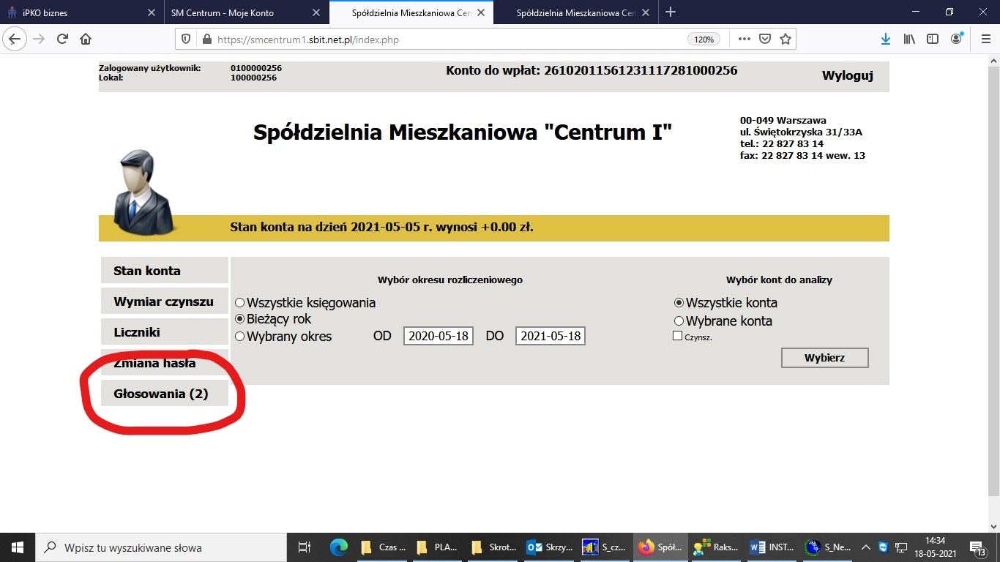 iPKO biznes
SM Centrum - Moje Konto
Spółdzielnia Mieszkaniowa Cen
Spółdzielnia Mieszkaniowa Cen
https://smcentrum1.sbit.net.pl/index.php
120%
Zalogowany użytkownik: 0100000256
Lokal: 100000256
Konto do wpłat: 26102011561231117281000256
Wyloguj
Spółdzielnia Mieszkaniowa "Centrum I"
00-049 Warszawa
ul. Świętokrzyska 31/33A
tel.: 22 827 83 14
fax: 22 827 83 14 wew. 13
Stan konta na dzień 2021-05-05 r. wynosi +0.00 zł.
Stan konta
Wymiar czynszu
Liczniki
Zmiana hasła
Głosowania (2)
Wybór okresu rozliczeniowego
Wszystkie księgowania
Bieżący rok
Wybrany okres OD 2020-05-18 DO 2021-05-18
Wybór kont do analizy
Wszystkie konta
Wybrane konta
Czynsz.
Wybierz
Wpisz tu wyszukiwane słowa
Czas ...
PLA...
Skrot...
Skrzy...
S_cz...
Spół...
Raks...
INST...
S_Ne...
14:34
18-05-2021
13